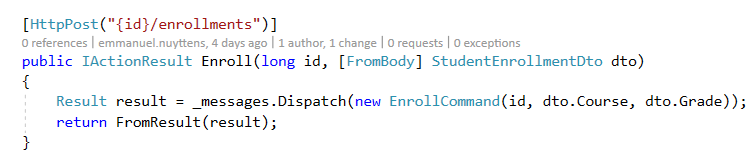 [HttpPost("{id}/enrollments")]
0 references | emmanuel.nuyttens, 4 days ago | 1 author, 1 change | 0 requests | 0 exceptions
public IActionResult Enroll(long id, [FromBody] StudentEnrollmentDto dto)
{
    Result result = _messages.Dispatch(new EnrollCommand(id, dto.Course, dto.Grade));
    return FromResult(result);
}